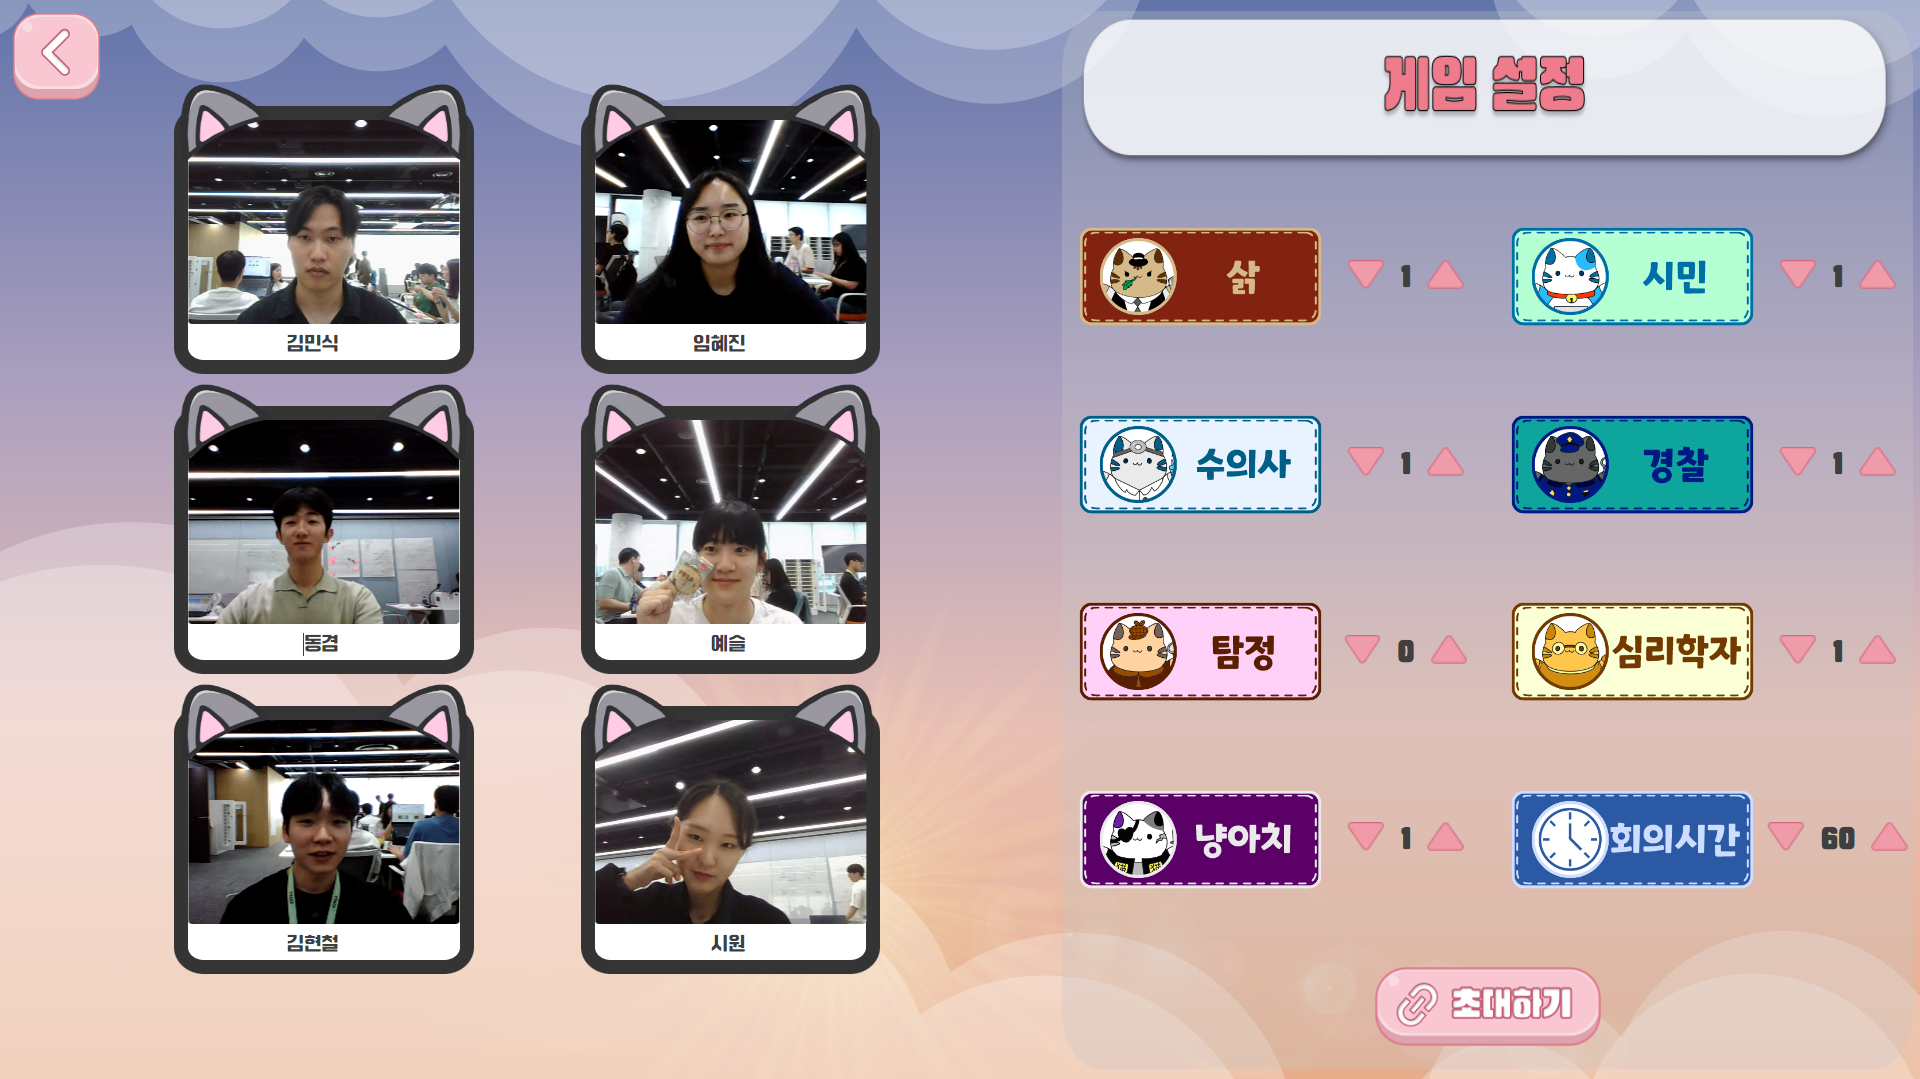 김민식
임혜진
동겸
예슬
김현철
시원
게임 설정
삵
1
시민
1
수의사
1
경찰
1
탐정
0
심리학자
1
냥아치
1
회의시간
60
초대하기